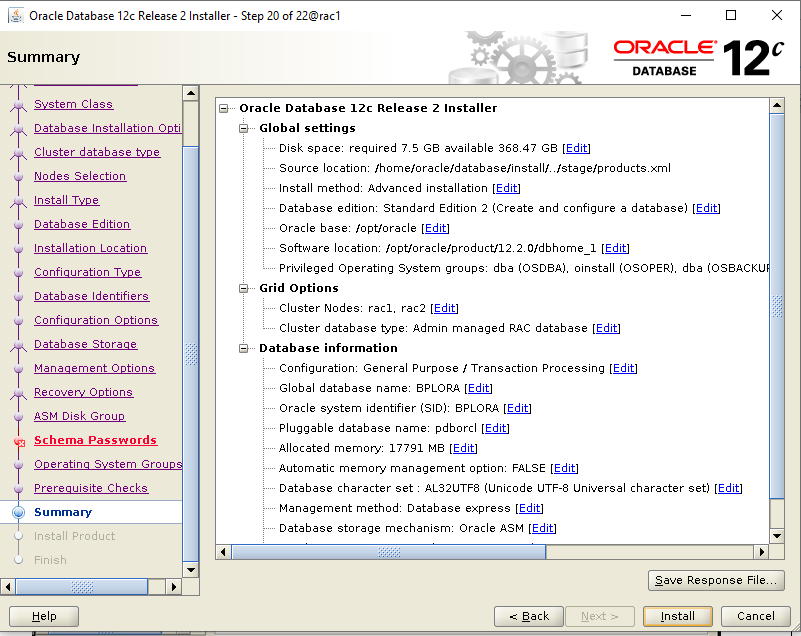 Oracle Database 12c Release 2 Installer - Step 20 of 22@rac1
Summary
ORACLE
DATABASE
12c
System Class
Database Installation Opti
Cluster database type
Nodes Selection
Install Type
Database Edition
Installation Location
Configuration Type
Database Identifiers
Configuration Options
Database Storage
Management Options
Recovery Options
ASM Disk Group
Schema Passwords
Operating System Groups
Prerequisite Checks
Summary
Install Product
Finish
Oracle Database 12c Release 2 Installer
Global settings
Disk space: required 7.5 GB available 368.47 GB [Edit]
Source location: /home/oracle/database/install/../stage/products.xml
Install method: Advanced installation [Edit]
Database edition: Standard Edition 2 (Create and configure a database) [Edit]
Oracle base: /opt/oracle [Edit]
Software location: /opt/oracle/product/12.2.0/dbhome_1 [Edit]
Privileged Operating System groups: dba (OSDBA), oinstall (OSOPER), dba (OSBACKUP
Grid Options
Cluster Nodes: rac1, rac2 [Edit]
Cluster database type: Admin managed RAC database [Edit]
Database information
Configuration: General Purpose / Transaction Processing [Edit]
Global database name: BPLORA [Edit]
Oracle system identifier (SID): BPLORA [Edit]
Pluggable database name: pdborcl [Edit]
Allocated memory: 17791 MB [Edit]
Automatic memory management option: FALSE [Edit]
Database character set : AL32UTF8 (Unicode UTF-8 Universal character set) [Edit]
Management method: Database express [Edit]
Database storage mechanism: Oracle ASM [Edit]
Save Response File...
Help
< Back
Next >
Install
Cancel